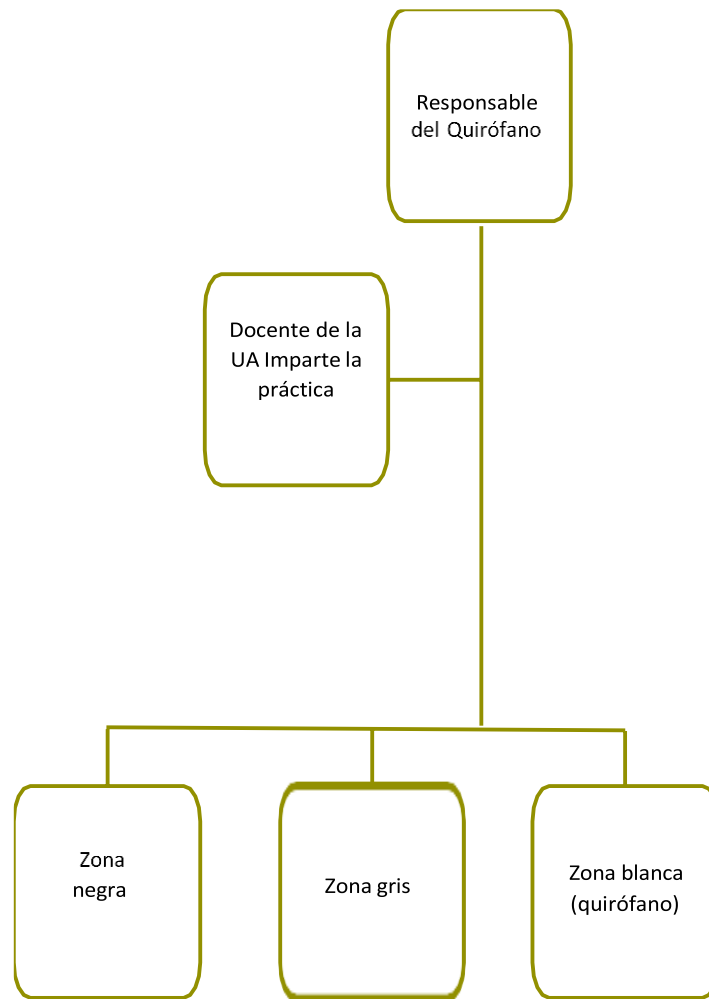 Responsable
del Quirófano
Docente de la
UA Imparte la
práctica
Zona
negra
Zona gris
Zona blanca
(quirófano)